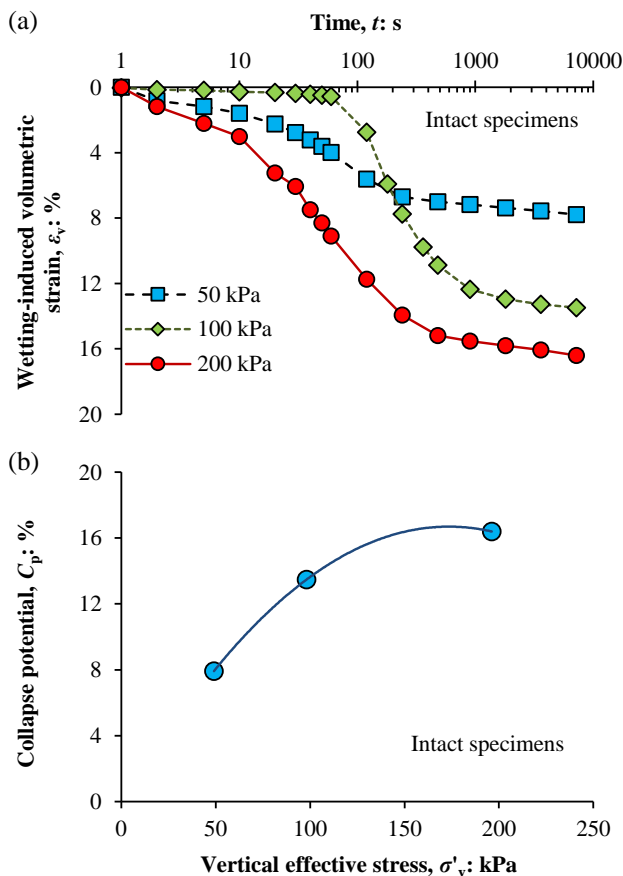 (a)
Time, t: s
1 10 100 1000 10000
0
4
8
12
16
20
Wetting-induced volumetric
strain, εv: %
Intact specimens
50 kPa
100 kPa
200 kPa
(b)
20
16
12
8
4
0
Collapse potential, Cp: %
Intact specimens
0 50 100 150 200 250
Vertical effective stress, σ'v: kPa